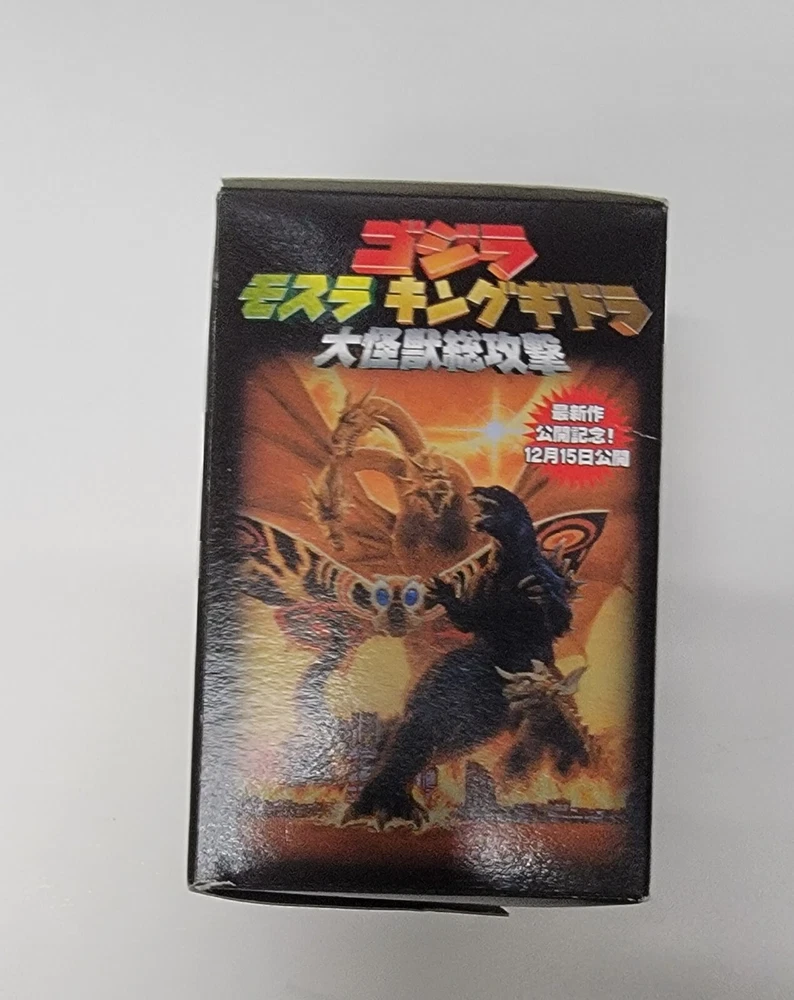 ゴジラ
モスラ キングギドラ
大怪獣総攻撃
最新作
公開記念!
12月15日公開